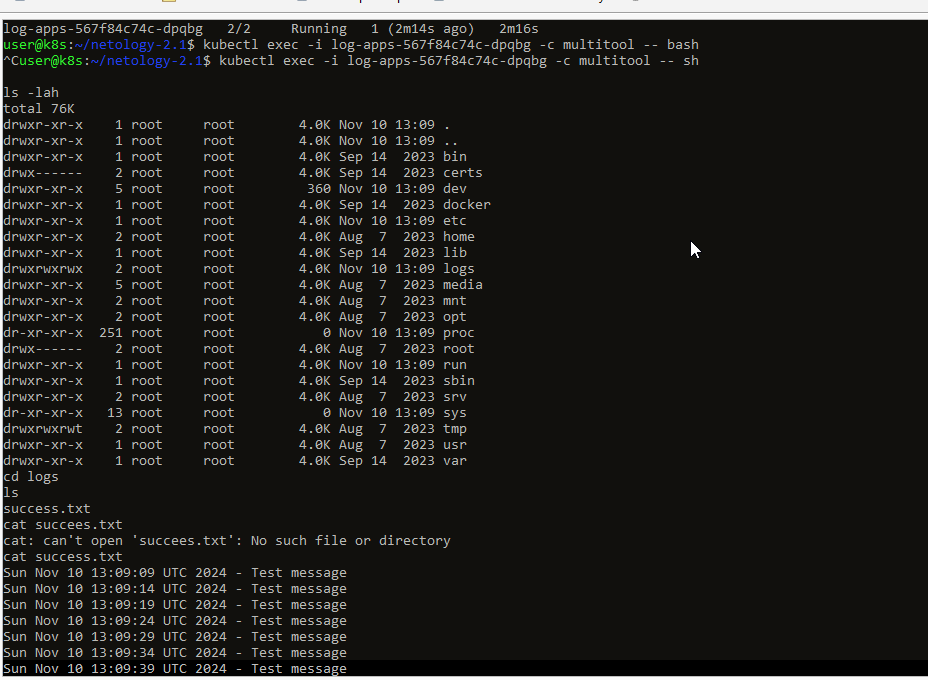 log-apps-567f84c74c-dpqbg   2/2     Running   1 (2m14s ago)   2m16s
user@k8s:~/netology-2.1$ kubectl exec -i log-apps-567f84c74c-dpqbg -c multitool -- bash
^Cuser@k8s:~/netology-2.1$ kubectl exec -i log-apps-567f84c74c-dpqbg -c multitool -- sh
ls -lah
total 76K
drwxr-xr-x    1 root     root        4.0K Nov 10 13:09 .
drwxr-xr-x    1 root     root        4.0K Nov 10 13:09 ..
drwxr-xr-x    1 root     root        4.0K Sep 14  2023 bin
drwx------    2 root     root        4.0K Sep 14  2023 certs
drwxr-xr-x    5 root     root         360 Nov 10 13:09 dev
drwxr-xr-x    1 root     root        4.0K Sep 14  2023 docker
drwxr-xr-x    1 root     root        4.0K Nov 10 13:09 etc
drwxr-xr-x    2 root     root        4.0K Aug  7  2023 home
drwxr-xr-x    1 root     root        4.0K Sep 14  2023 lib
drwxrwxrwx    2 root     root        4.0K Nov 10 13:09 logs
drwxr-xr-x    5 root     root        4.0K Aug  7  2023 media
drwxr-xr-x    2 root     root        4.0K Aug  7  2023 mnt
drwxr-xr-x    2 root     root        4.0K Aug  7  2023 opt
dr-xr-xr-x  251 root     root           0 Nov 10 13:09 proc
drwx------    2 root     root        4.0K Aug  7  2023 root
drwxr-xr-x    1 root     root        4.0K Nov 10 13:09 run
drwxr-xr-x    1 root     root        4.0K Sep 14  2023 sbin
drwxr-xr-x    2 root     root        4.0K Aug  7  2023 srv
dr-xr-xr-x   13 root     root           0 Nov 10 13:09 sys
drwxrwxrwt    2 root     root        4.0K Aug  7  2023 tmp
drwxr-xr-x    1 root     root        4.0K Aug  7  2023 usr
drwxr-xr-x    1 root     root        4.0K Sep 14  2023 var
cd logs
ls
success.txt
cat succees.txt
cat: can't open 'succees.txt': No such file or directory
cat success.txt
Sun Nov 10 13:09:09 UTC 2024 - Test message
Sun Nov 10 13:09:14 UTC 2024 - Test message
Sun Nov 10 13:09:19 UTC 2024 - Test message
Sun Nov 10 13:09:24 UTC 2024 - Test message
Sun Nov 10 13:09:29 UTC 2024 - Test message
Sun Nov 10 13:09:34 UTC 2024 - Test message
Sun Nov 10 13:09:39 UTC 2024 - Test message